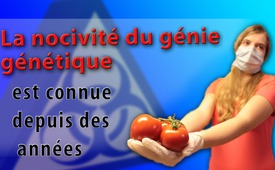 La nocivité du génie
génétique
est connue
depuis des
années